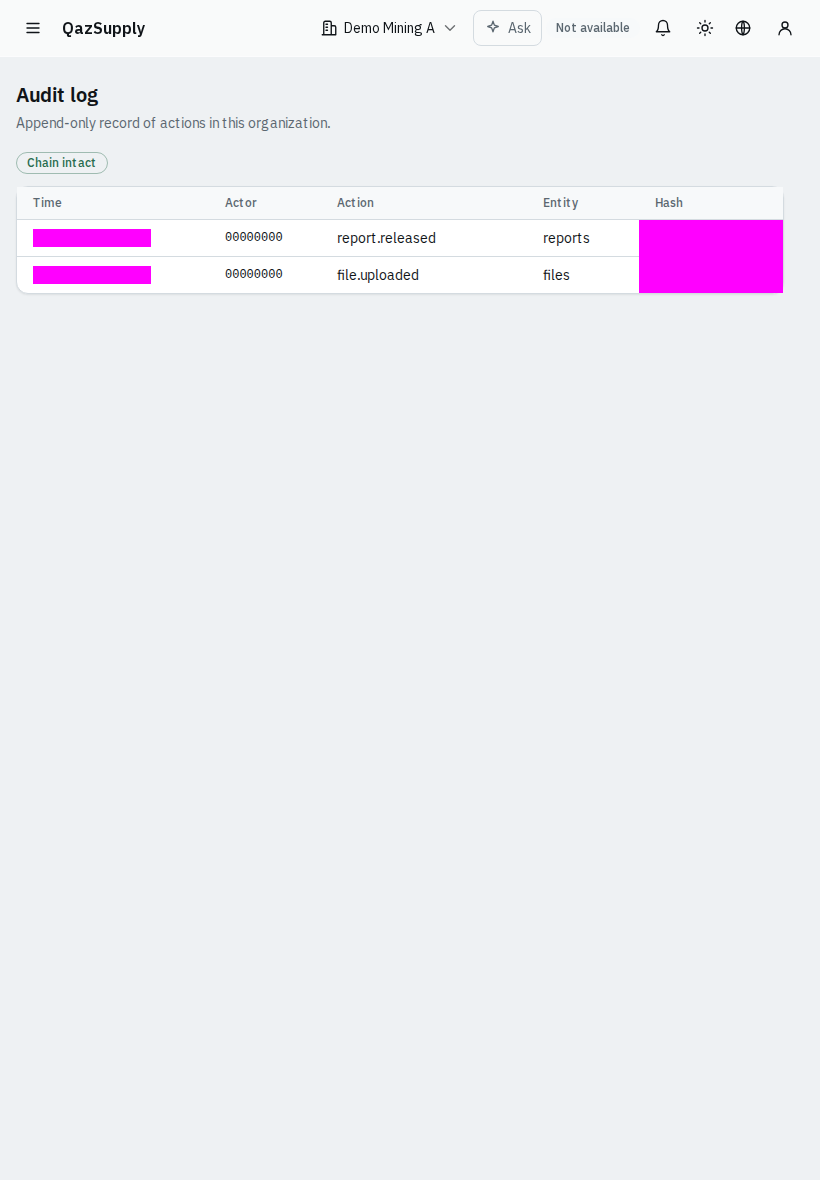 QazSupply Demo Mining A Ask Not available
Audit log
Append-only record of actions in this organization.
Chain intact
Time Actor Action Entity Hash
00000000 report.released reports
00000000 file.uploaded files